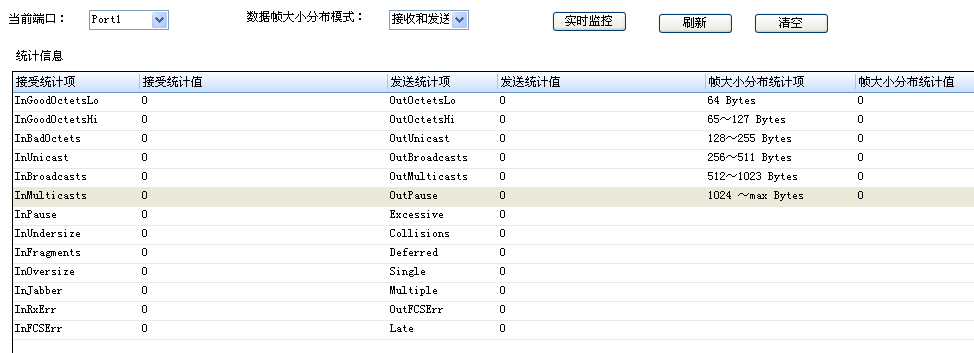 当前端口： Port1 数据帧大小分布模式： 接收和发送 实时监控 刷新 清空
统计信息
接受统计项 接受统计值 发送统计项 发送统计值 帧大小分布统计项 帧大小分布统计值
InGoodOctetsLo 0 OutOctetsLo 0 64 Bytes 0
InGoodOctetsHi 0 OutOctetsHi 0 65～127 Bytes 0
InBadOctets 0 OutUnicast 0 128～255 Bytes 0
InUnicast 0 OutBroadcasts 0 256～511 Bytes 0
InBroadcasts 0 OutMulticasts 0 512～1023 Bytes 0
InMulticasts 0 OutPause 0 1024 ～max Bytes 0
InPause 0 Excessive 0
InUndersize 0 Collisions 0
InFragments 0 Deferred 0
InOversize 0 Single 0
InJabber 0 Multiple 0
InRxErr 0 OutFCSErr 0
InFCSErr 0 Late 0